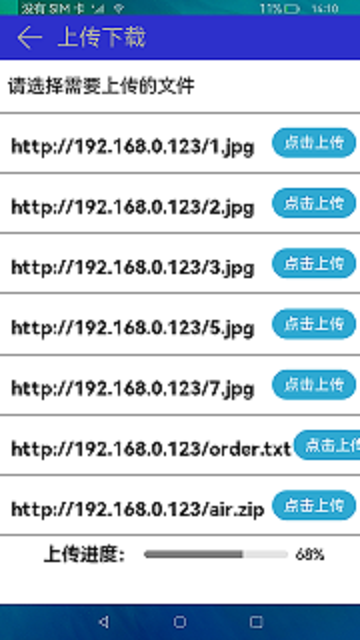 没有 SIM 卡 11% 14:10
上传下载
请选择需要上传的文件
http://192.168.0.123/1.jpg 点击上传
http://192.168.0.123/2.jpg 点击上传
http://192.168.0.123/3.jpg 点击上传
http://192.168.0.123/5.jpg 点击上传
http://192.168.0.123/7.jpg 点击上传
http://192.168.0.123/order.txt 点击上传
http://192.168.0.123/air.zip 点击上传
上传进度: 68%